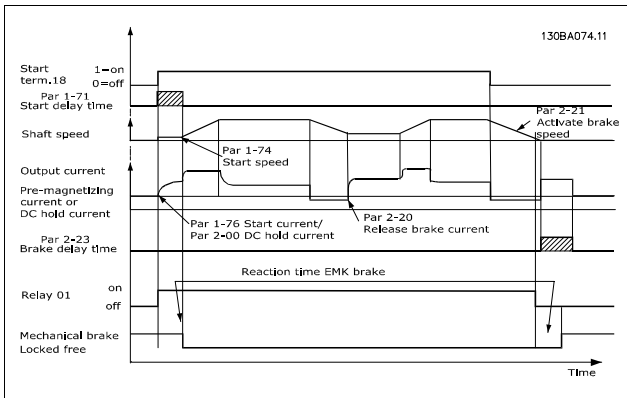 130BA074.11
Start
term.18
1=on
0=off
Par 1-71
Start delay time
Par 2-21
Activate brake
speed
Shaft speed
Par 1-74
Start speed
Output current
Pre-magnetizing
current or
DC hold current
Par 1-76 Start current/
Par 2-00 DC hold current
Par 2-20
Release brake current
Par 2-23
Brake delay time
Reaction time EMK brake
on
Relay 01
off
Mechanical brake
Locked free
Time